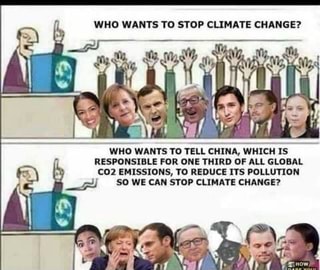 WHO WANTS TO STOP CLIMATE CHANGE?
WHO WANTS TO TELL CHINA, WHICH IS
RESPONSIBLE FOR ONE THIRD OF ALL GLOBAL
CO2 EMISSIONS, TO REDUCE ITS POLLUTION
SO WE CAN STOP CLIMATE CHANGE?
HOW